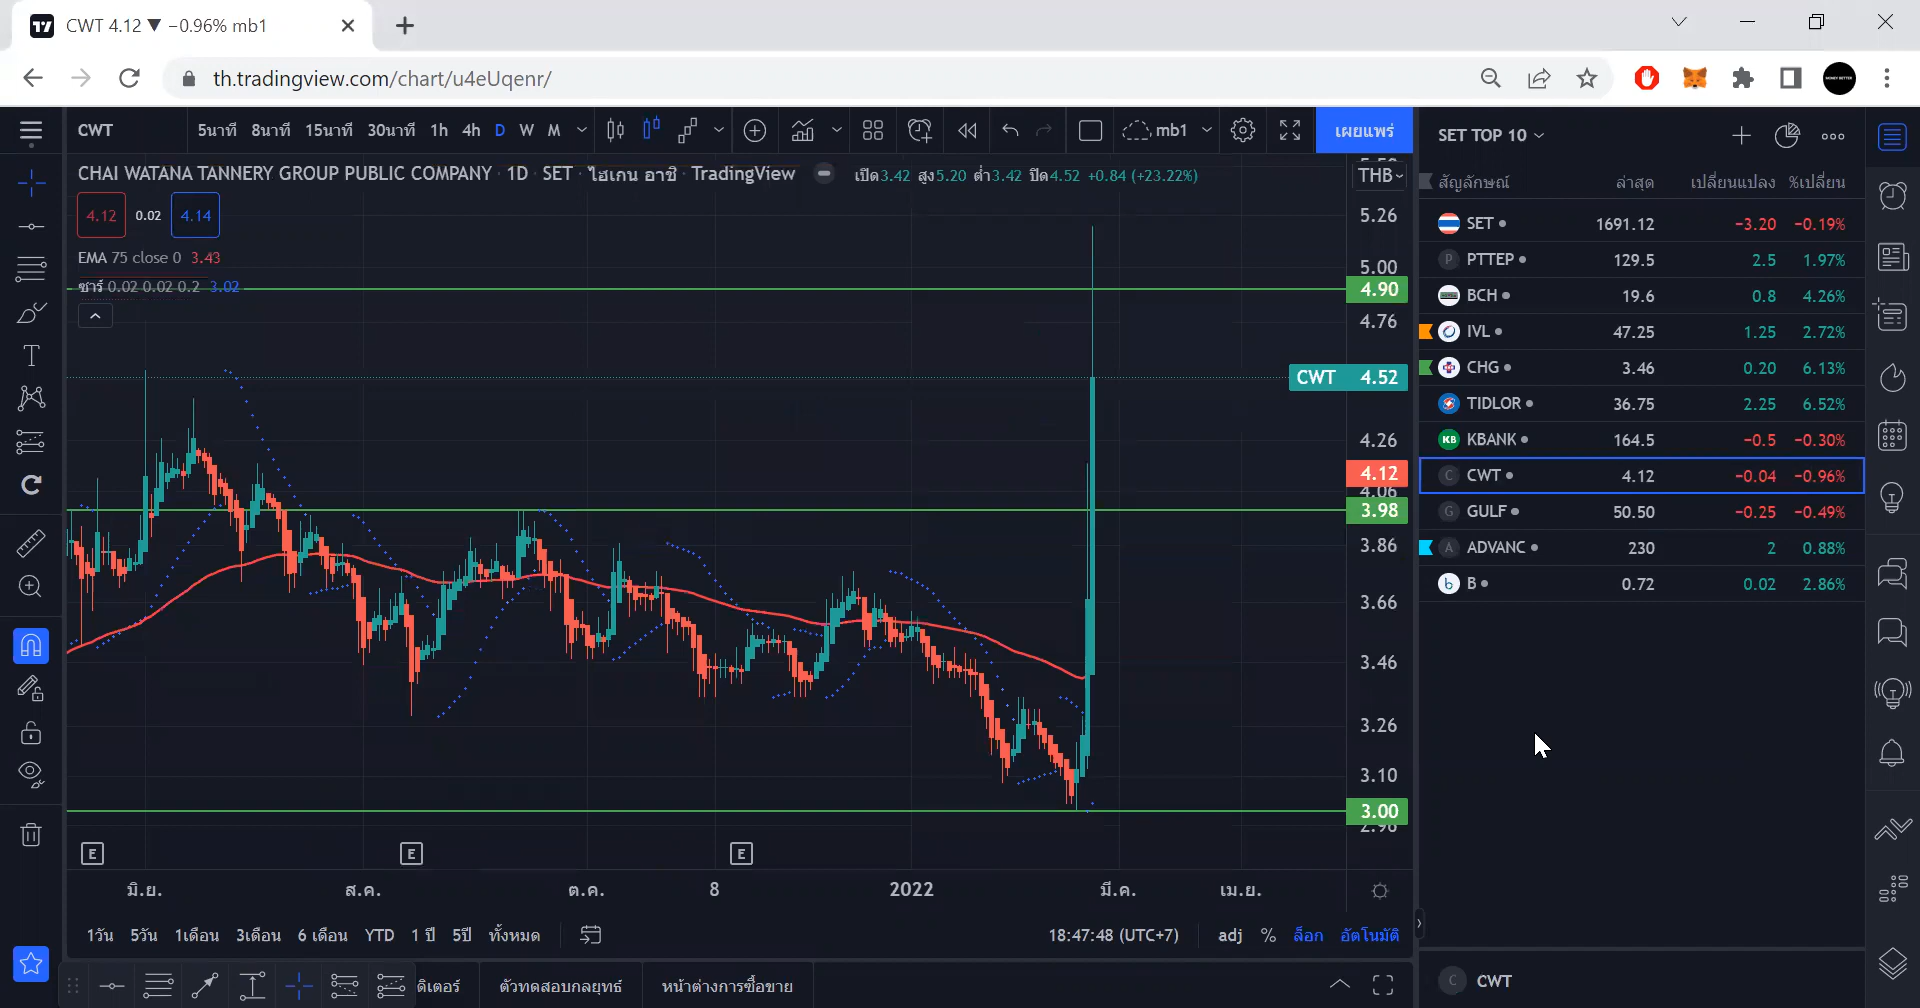 CWT 4.12 ▼ −0.96% mb1
th.tradingview.com/chart/u4eUqenr/
CWT 5นาที 8นาที 15นาที 30นาที 1h 4h D W M mb1 เผยแพร่
CHAI WATANA TANNERY GROUP PUBLIC COMPANY · 1D · SET · ไฮเกน อาชิ · TradingView เปิด3.42 สูง5.20 ต่ำ3.42 ปิด4.52 +0.84 (+23.22%)
THB
4.12 0.02 4.14
EMA 75 close 0 3.43
ซาร์ 0.02 0.02 0.2 3.02
5.26
5.00
4.90
4.76
CWT 4.52
4.26
4.12
4.06
3.98
3.86
3.66
3.46
3.26
3.10
3.00
2.96
E E E
มิ.ย. ส.ค. ต.ค. 8 2022 มี.ค. เม.ย.
1วัน 5วัน 1เดือน 3เดือน 6 เดือน YTD 1 ปี 5ปี ทั้งหมด 18:47:48 (UTC+7) adj % ล็อก อัตโนมัติ
ดิเตอร์ ตัวทดสอบกลยุทธ์ หน้าต่างการซื้อขาย
SET TOP 10
สัญลักษณ์ ล่าสุด เปลี่ยนแปลง %เปลี่ยน
SET 1691.12 −3.20 −0.19%
P PTTEP 129.5 2.5 1.97%
BCH 19.6 0.8 4.26%
IVL 47.25 1.25 2.72%
CHG 3.46 0.20 6.13%
TIDLOR 36.75 2.25 6.52%
KB KBANK 164.5 −0.5 −0.30%
C CWT 4.12 −0.04 −0.96%
G GULF 50.50 −0.25 −0.49%
A ADVANC 230 2 0.88%
b B 0.72 0.02 2.86%
C CWT